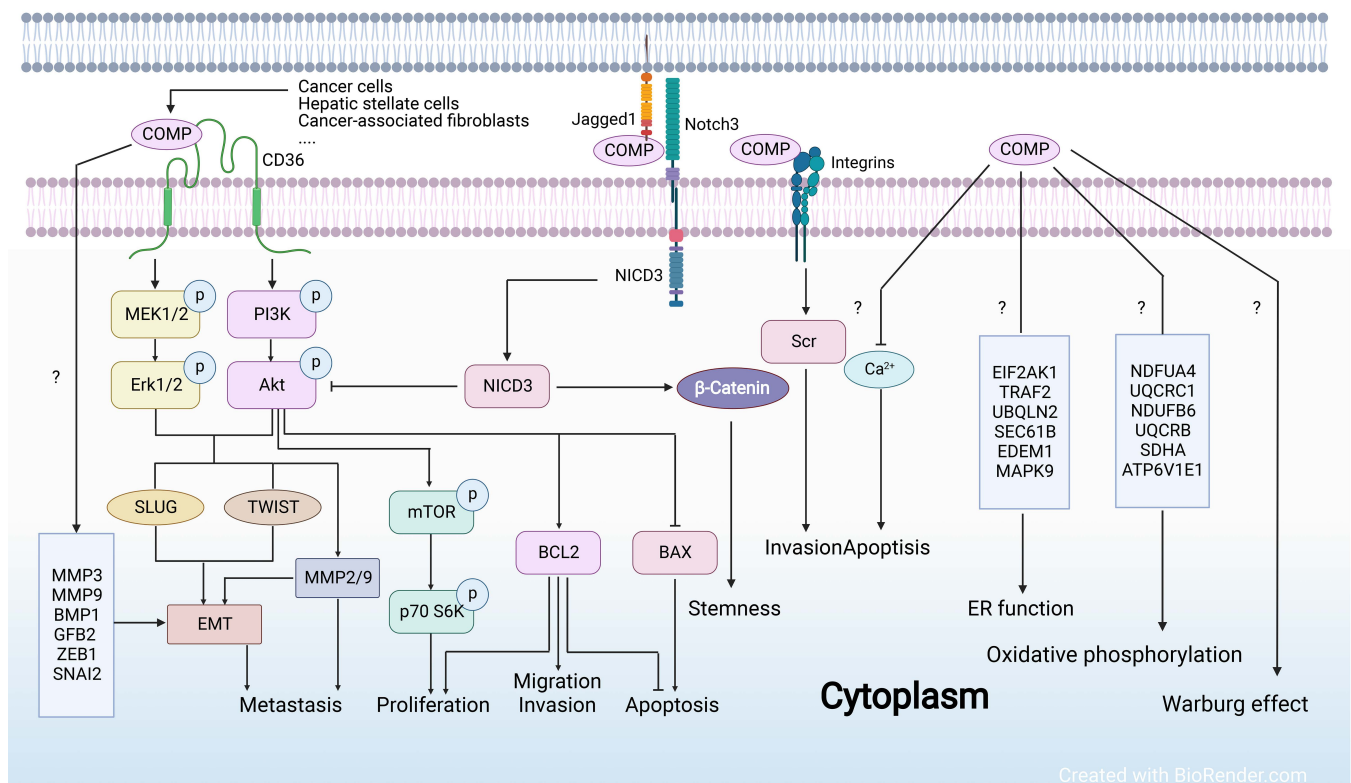 Cancer cells
Hepatic stellate cells
Cancer-associated fibroblasts
....
COMP
CD36
Jagged1
COMP
Notch3
COMP
Integrins
COMP
NICD3
MEK1/2
p
PI3K
p
Erk1/2
p
Akt
p
NICD3
β-Catenin
Scr
Ca²⁺
?
?
?
?
?
EIF2AK1
TRAF2
UBQLN2
SEC61B
EDEM1
MAPK9
NDFUA4
UQCRC1
NDUFB6
UQCRB
SDHA
ATP6V1E1
SLUG
TWIST
mTOR
p
BCL2
BAX
InvasionApoptisis
MMP2/9
MMP3
MMP9
BMP1
GFB2
ZEB1
SNAI2
EMT
p70 S6K
p
Stemness
ER function
Oxidative phosphorylation
Metastasis
Proliferation
Migration
Invasion
Apoptosis
Cytoplasm
Warburg effect
Created with BioRender.com